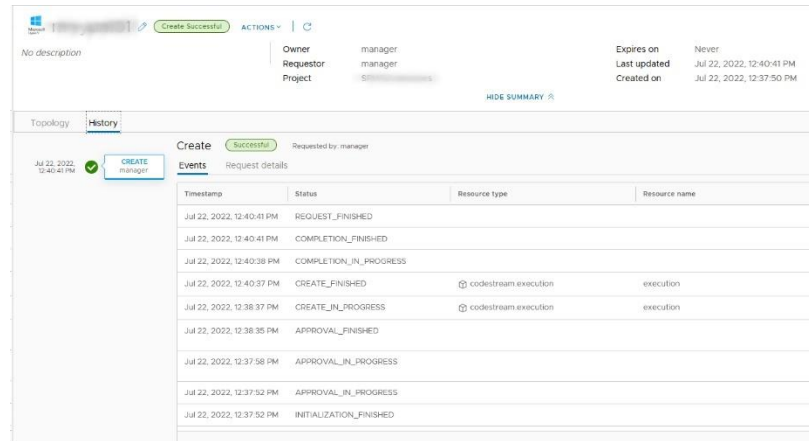 Create Successful ACTIONS
No description
Owner manager
Requestor manager
Project
Expires on Never
Last updated Jul 22, 2022, 12:40:41 PM
Created on Jul 22, 2022, 12:37:50 PM
HIDE SUMMARY
Topology History
Jul 22, 2022, 12:40:41 PM
CREATE
manager
Create Successful Requested by: manager
Events Request details
Timestamp Status Resource type Resource name
Jul 22, 2022, 12:40:41 PM REQUEST_FINISHED
Jul 22, 2022, 12:40:41 PM COMPLETION_FINISHED
Jul 22, 2022, 12:40:38 PM COMPLETION_IN_PROGRESS
Jul 22, 2022, 12:40:37 PM CREATE_FINISHED codestream.execution execution
Jul 22, 2022, 12:38:37 PM CREATE_IN_PROGRESS codestream.execution execution
Jul 22, 2022, 12:38:35 PM APPROVAL_FINISHED
Jul 22, 2022, 12:37:58 PM APPROVAL_IN_PROGRESS
Jul 22, 2022, 12:37:52 PM APPROVAL_IN_PROGRESS
Jul 22, 2022, 12:37:52 PM INITIALIZATION_FINISHED